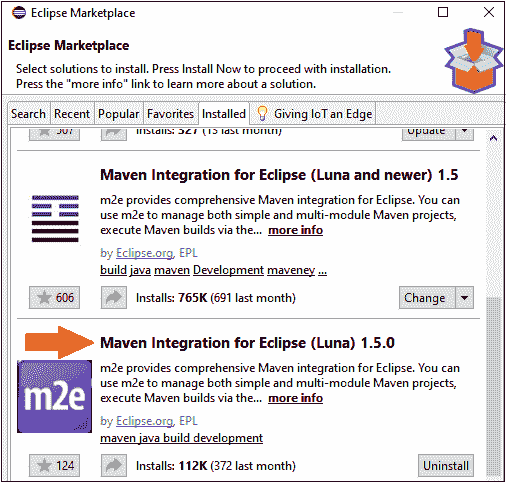 Eclipse Marketplace
Eclipse Marketplace
Select solutions to install. Press Install Now to proceed with installation.
Press the "more info" link to learn more about a solution.
Search Recent Popular Favorites Installed Giving IoT an Edge
507 Installs: 527 (15 last month) Update
Maven Integration for Eclipse (Luna and newer) 1.5
m2e provides comprehensive Maven integration for Eclipse. You can
use m2e to manage both simple and multi-module Maven projects,
execute Maven builds via the... more info
by Eclipse.org, EPL
build java maven Development maveney ...
606 Installs: 765K (691 last month) Change
Maven Integration for Eclipse (Luna) 1.5.0
m2e
m2e provides comprehensive Maven integration for Eclipse. You can
use m2e to manage both simple and multi-module Maven projects,
execute Maven builds via the... more info
by Eclipse.org, EPL
maven java build development
124 Installs: 112K (372 last month) Uninstall